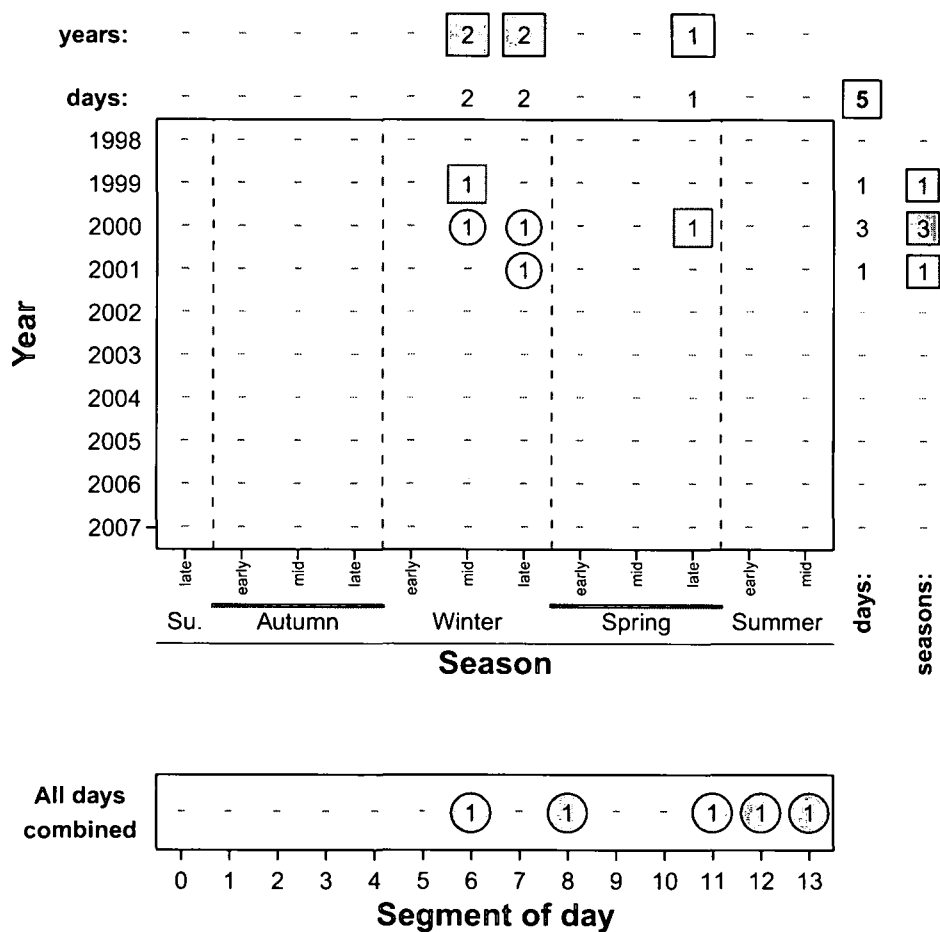 years: - - - - - 2 2 - - 1 - -
days: - - - - - 2 2 - - 1 - - 5
1998 - - - - - - - - - - - - - -
1999 - - - - - 1 - - - - - - 1 1
2000 - - - - - 1 1 - - 1 - - 3 3
2001 - - - - - - 1 - - - - - 1 1
2002 - - - - - - - - - - - - - -
2003 - - - - - - - - - - - - - -
2004 - - - - - - - - - - - - - -
2005 - - - - - - - - - - - - - -
2006 - - - - - - - - - - - - - -
2007 - - - - - - - - - - - - - -
Year
late early mid late early mid late early mid late early mid
Su. Autumn Winter Spring Summer
days: seasons:
Season
All days
combined
- - - - - - 1 - 1 - - 1 1 1
0 1 2 3 4 5 6 7 8 9 10 11 12 13
Segment of day